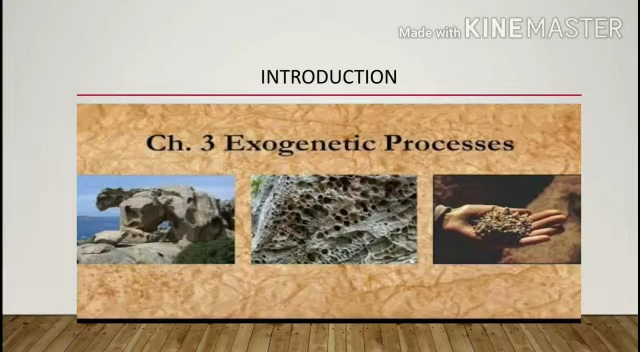 Made with KINEMASTER
INTRODUCTION
Ch. 3 Exogenetic Processes